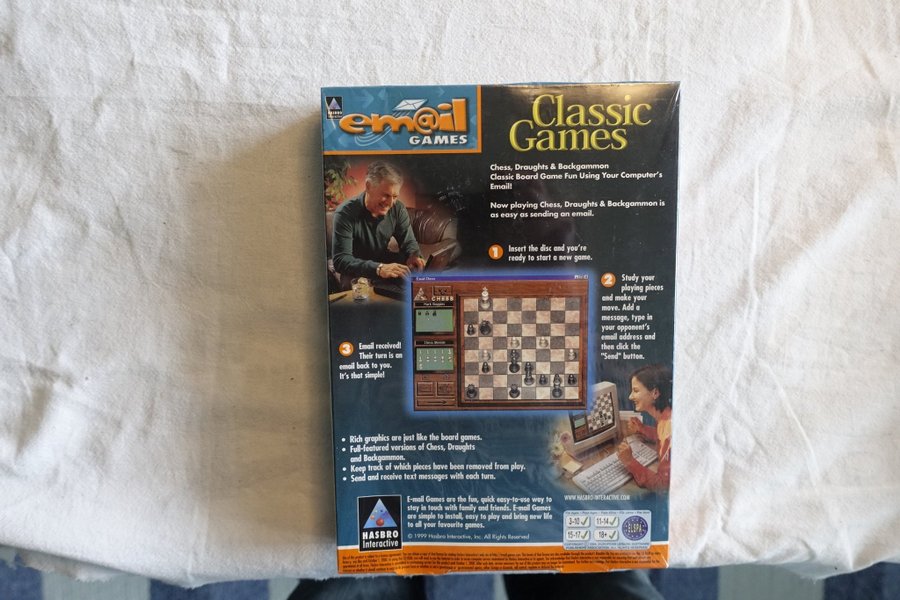 HASBRO
em@il
GAMES
Classic
Games
Chess, Draughts & Backgammon
Classic Board Game Fun Using Your Computer's
Email!
Now playing Chess, Draughts & Backgammon is
as easy as sending an email.
1 Insert the disc and you're
ready to start a new game.
2 Study your
playing pieces
and make your
move. Add a
message, type in
your opponent's
email address and
then click the
"Send" button.
3 Email received!
Their turn is an
email back to you.
It's that simple!
CHESS
• Rich graphics are just like the board games.
• Full-featured versions of Chess, Draughts
and Backgammon.
• Keep track of which pieces have been removed from play.
• Send and receive text messages with each turn.
HASBRO
Interactive
E-mail Games are the fun, quick easy-to-use way to
stay in touch with family and friends. E-mail Games
are simple to install, easy to play and bring new life
to all your favourite games.
© 1999 Hasbro Interactive, Inc. All Rights Reserved
WWW.HASBRO-INTERACTIVE.COM
3-10 11-14
15-17 18+
ELSPA